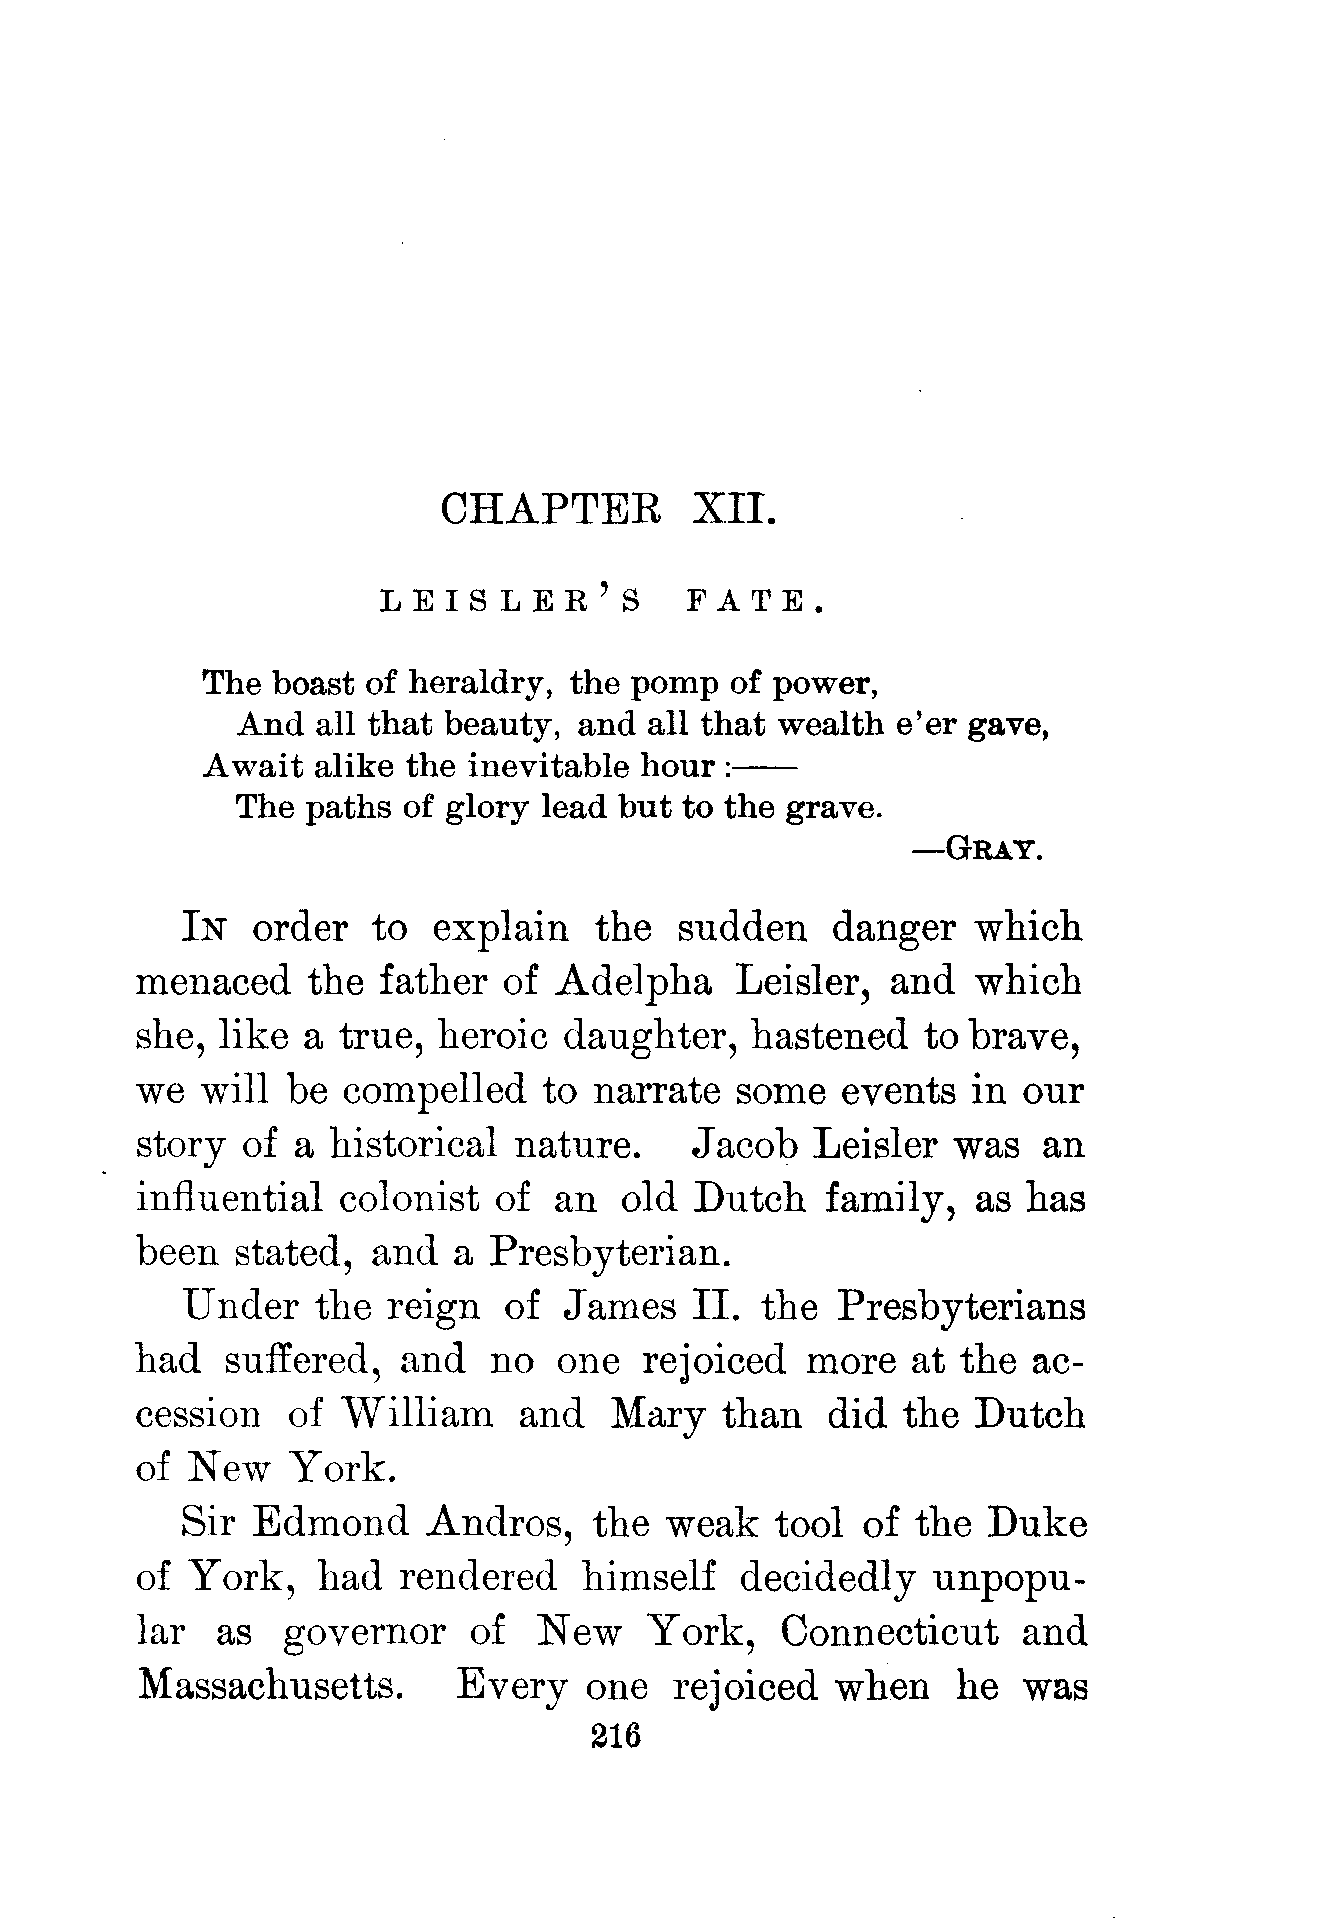 CHAPTER XII.
LEISLER'S FATE.
The boast of heraldry, the pomp of power,
And all that beauty, and all that wealth e'er gave,
Await alike the inevitable hour :——
The paths of glory lead but to the grave.
—GRAY.
IN order to explain the sudden danger which
menaced the father of Adelpha Leisler, and which
she, like a true, heroic daughter, hastened to brave,
we will be compelled to narrate some events in our
story of a historical nature. Jacob Leisler was an
influential colonist of an old Dutch family, as has
been stated, and a Presbyterian.
Under the reign of James II. the Presbyterians
had suffered, and no one rejoiced more at the ac-
cession of William and Mary than did the Dutch
of New York.
Sir Edmond Andros, the weak tool of the Duke
of York, had rendered himself decidedly unpopu-
lar as governor of New York, Connecticut and
Massachusetts. Every one rejoiced when he was
216